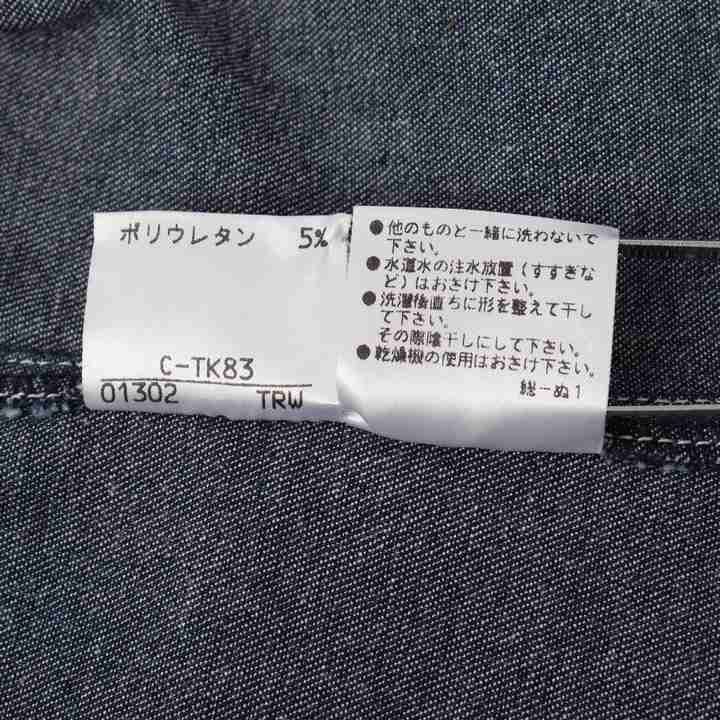 ポリウレタン 5%
C-TK83
01302 TRW
●他のものと一緒に洗わないで
下さい。
●水道水の注水放置(すすぎな
ど)はおさけ下さい。
●洗濯後直ちに形を整えて干し
て下さい。
その際陰干しにして下さい。
●乾燥機の使用はおさけ下さい。
総-ぬ1